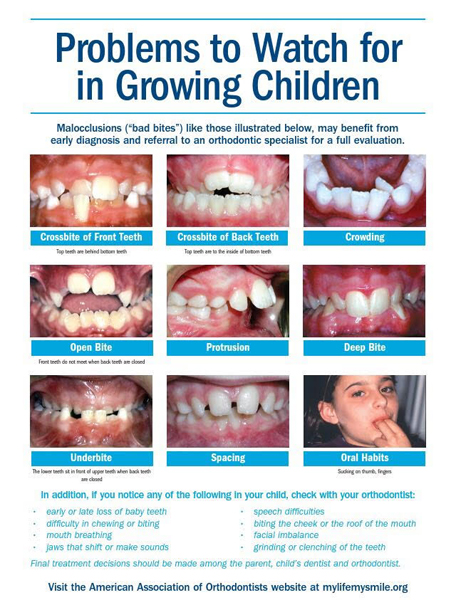 Problems to Watch for
in Growing Children
Malocclusions (“bad bites”) like those illustrated below, may benefit from
early diagnosis and referral to an orthodontic specialist for a full evaluation.
Crossbite of Front Teeth
Top teeth are behind bottom teeth
Crossbite of Back Teeth
Top teeth are to the inside of bottom teeth
Crowding
Open Bite
Front teeth do not meet when back teeth are closed
Protrusion
Deep Bite
Underbite
The lower teeth sit in front of upper teeth when back teeth
are closed
Spacing
Oral Habits
Sucking on thumb, fingers
In addition, if you notice any of the following in your child, check with your orthodontist:
• early or late loss of baby teeth
• difficulty in chewing or biting
• mouth breathing
• jaws that shift or make sounds
• speech difficulties
• biting the cheek or the roof of the mouth
• facial imbalance
• grinding or clenching of the teeth
Final treatment decisions should be made among the parent, child's dentist and orthodontist.
Visit the American Association of Orthodontists website at mylifemysmile.org